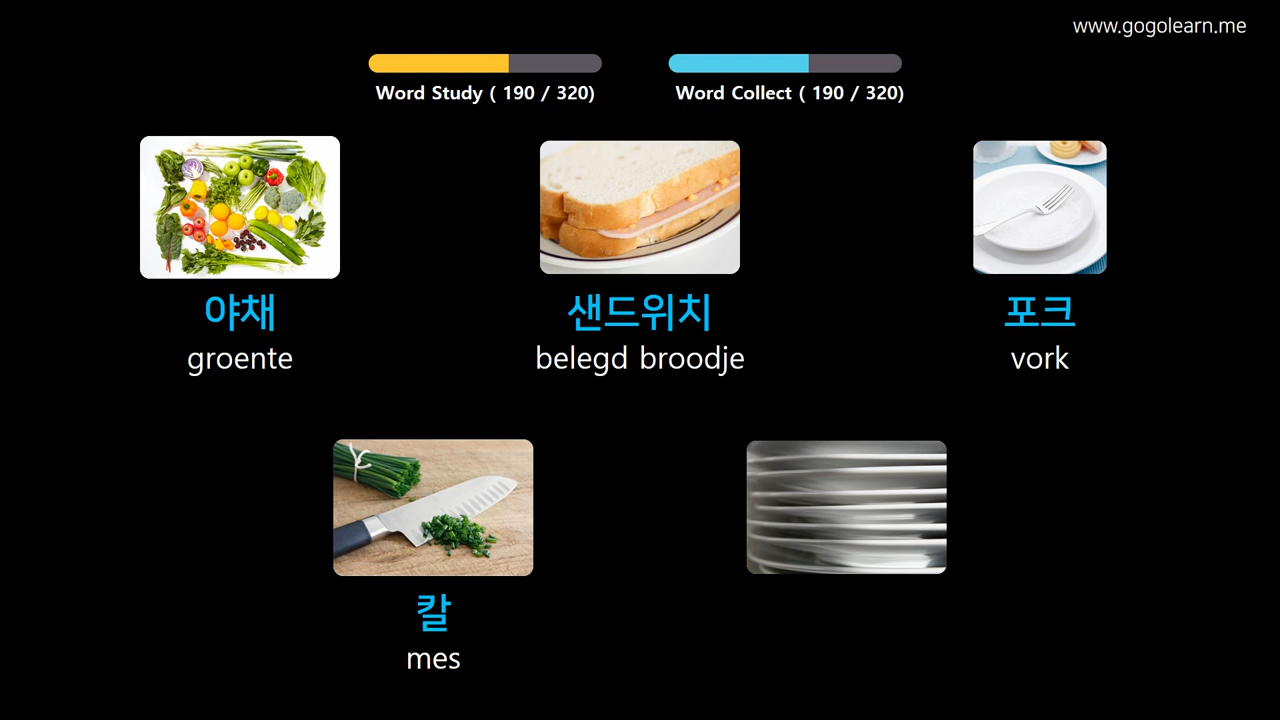 www.gogolearn.me
Word Study ( 190 / 320)
Word Collect ( 190 / 320)
야채
groente
샌드위치
belegd broodje
포크
vork
칼
mes